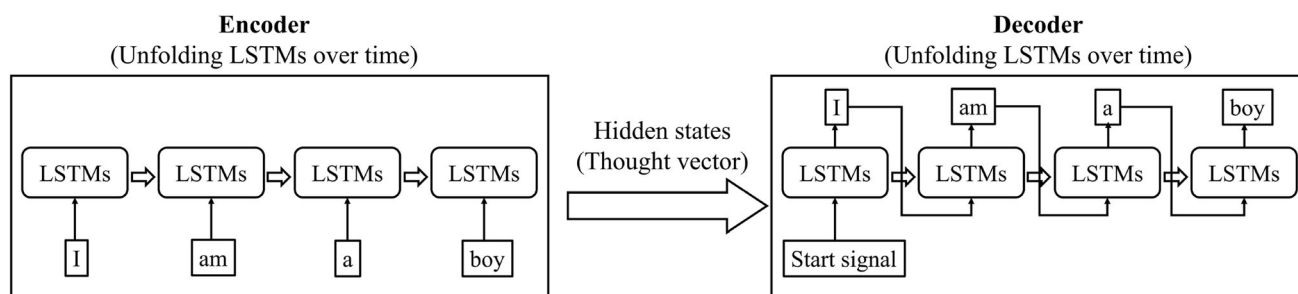 Encoder
(Unfolding LSTMs over time)
LSTMs LSTMs LSTMs LSTMs
I am a boy
Hidden states
(Thought vector)
Decoder
(Unfolding LSTMs over time)
I am a boy
LSTMs LSTMs LSTMs LSTMs
Start signal